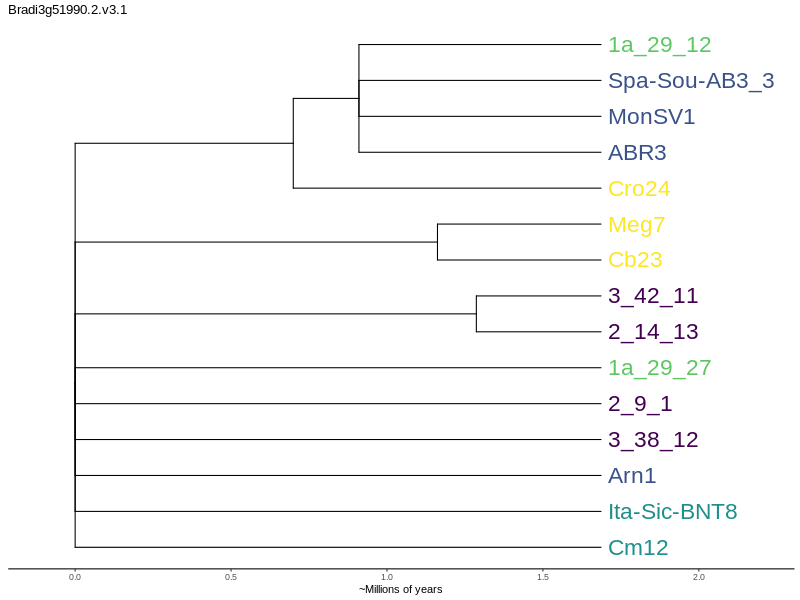 Bradi3g51990.2.v3.1
1a_29_12
Spa-Sou-AB3_3
MonSV1
ABR3
Cro24
Meg7
Cb23
3_42_11
2_14_13
1a_29_27
2_9_1
3_38_12
Arn1
Ita-Sic-BNT8
Cm12
0.0 0.5 1.0 1.5 2.0
~Millions of years